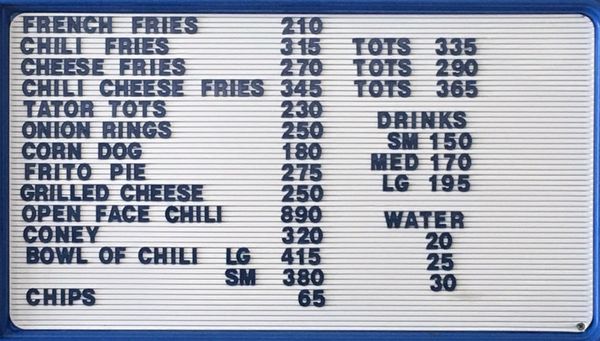 FRENCH FRIES 210
CHILI FRIES 315 TOTS 335
CHEESE FRIES 270 TOTS 290
CHILI CHEESE FRIES 345 TOTS 365
TATOR TOTS 230
ONION RINGS 250 DRINKS
CORN DOG 180 SM 150
FRITO PIE 275 MED 170
GRILLED CHEESE 250 LG 195
OPEN FACE CHILI 890 WATER
CONEY 320 20
BOWL OF CHILI LG 415 25
SM 380 30
CHIPS 65